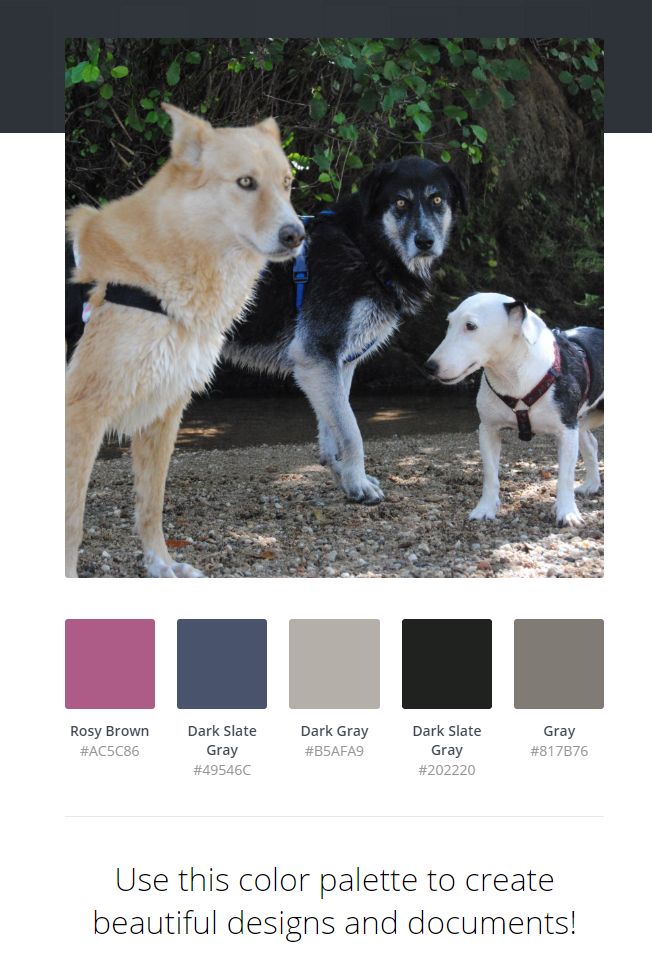 Rosy Brown
#AC5C86
Dark Slate
Gray
#49546C
Dark Gray
#B5AFA9
Dark Slate
Gray
#202220
Gray
#817B76
Use this color palette to create
beautiful designs and documents!